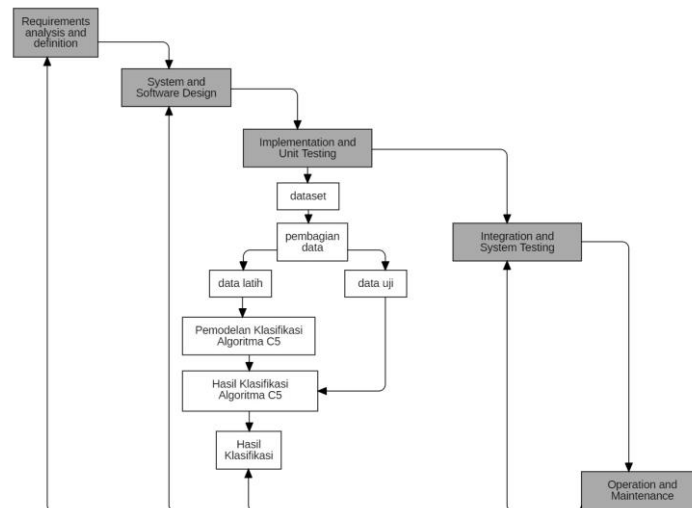 Requirements
analysis and
definition
System and
Software Design
Implementation and
Unit Testing
dataset
pembagian
data
data latih
data uji
Pemodelan Klasifikasi
Algoritma C5
Hasil Klasifikasi
Algoritma C5
Hasil
Klasifikasi
Integration and
System Testing
Operation and
Maintenance